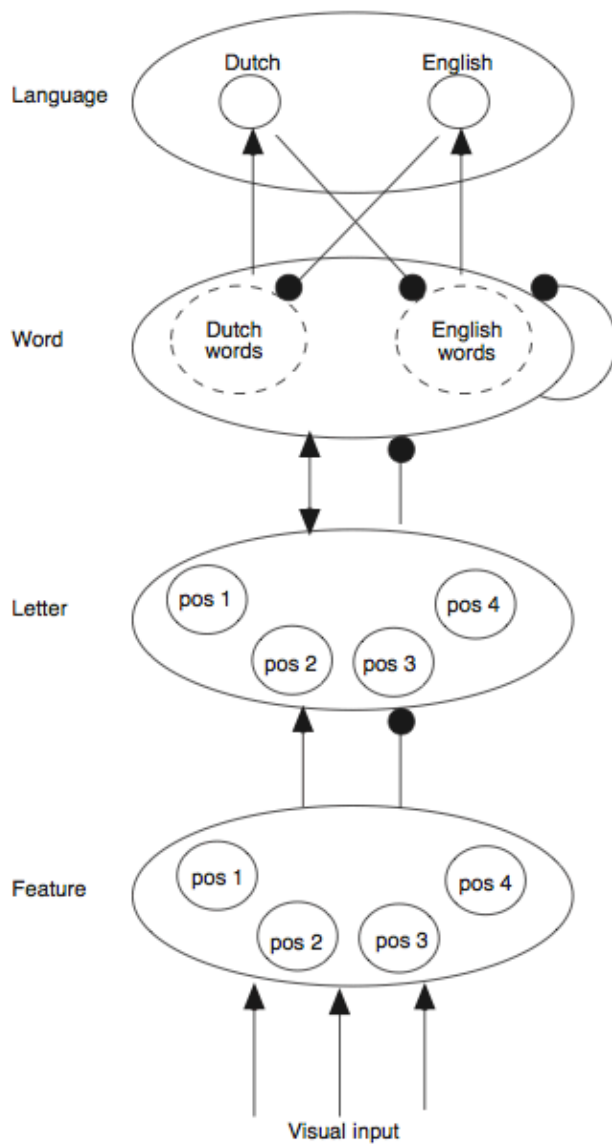 Language
Dutch
English
Word
Dutch
words
English
words
Letter
pos 1
pos 2
pos 3
pos 4
Feature
pos 1
pos 2
pos 3
pos 4
Visual input